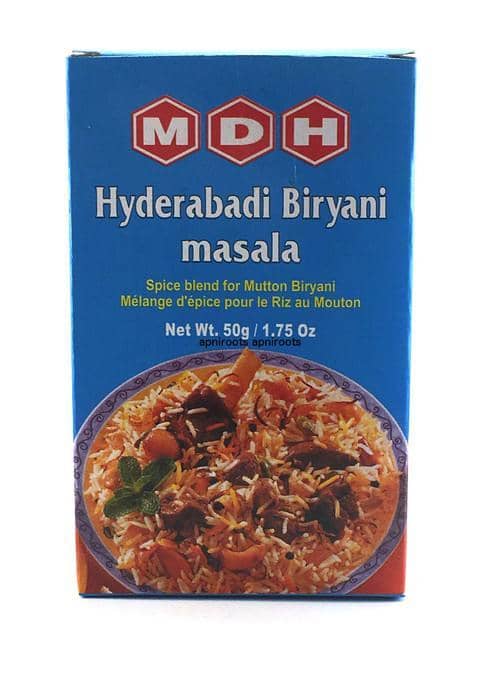 MDH
Hyderabadi Biryani
masala
Spice blend for Mutton Biryani
Mélange d'épice pour le Riz au Mouton
Net Wt. 50g / 1.75 Oz
apniroots apniroots